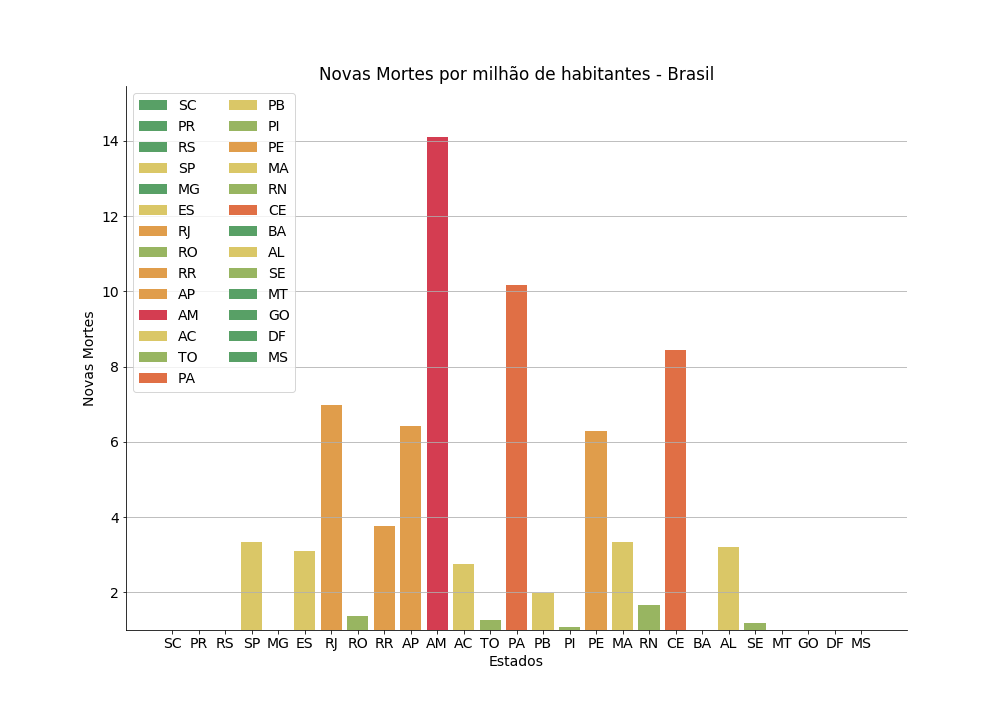 Novas Mortes por milhão de habitantes - Brasil
SC
PR
RS
SP
MG
ES
RJ
RO
RR
AP
AM
AC
TO
PA
PB
PI
PE
MA
RN
CE
BA
AL
SE
MT
GO
DF
MS
Novas Mortes
14
12
10
8
6
4
2
SC PR RS SP MG ES RJ RO RR AP AM AC TO PA PB PI PE MA RN CE BA AL SE MT GO DF MS
Estados